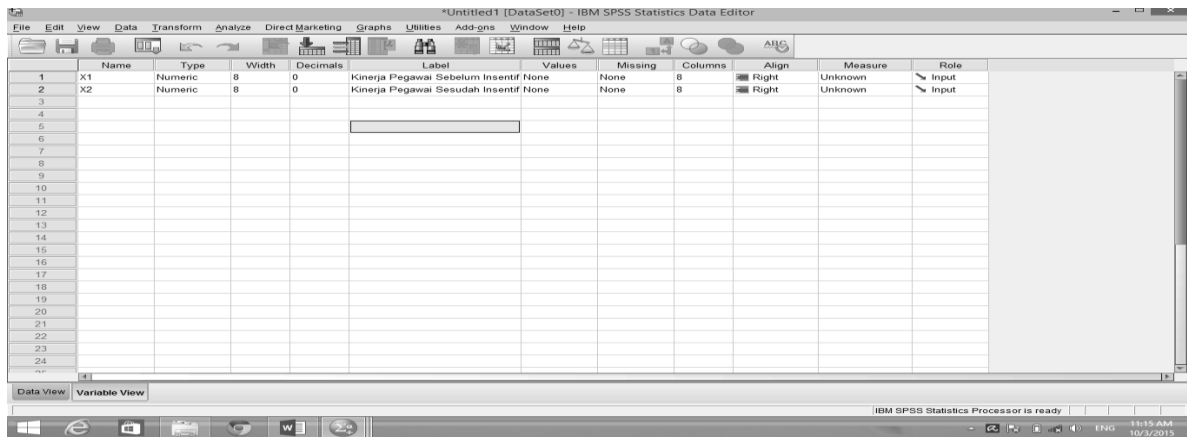 *Untitled1 [DataSet0] - IBM SPSS Statistics Data Editor
File Edit View Data Transform Analyze Direct Marketing Graphs Utilities Add-ons Window Help
Name Type Width Decimals Label Values Missing Columns Align Measure Role
1 X1 Numeric 8 0 Kinerja Pegawai Sebelum Insentif None None 8 Right Unknown Input
2 X2 Numeric 8 0 Kinerja Pegawai Sesudah Insentif None None 8 Right Unknown Input
3
4
5
6
7
8
9
10
11
12
13
14
15
16
17
18
19
20
21
22
23
24
Data View Variable View
IBM SPSS Statistics Processor is ready
ENG 11:15 AM
10/3/2015